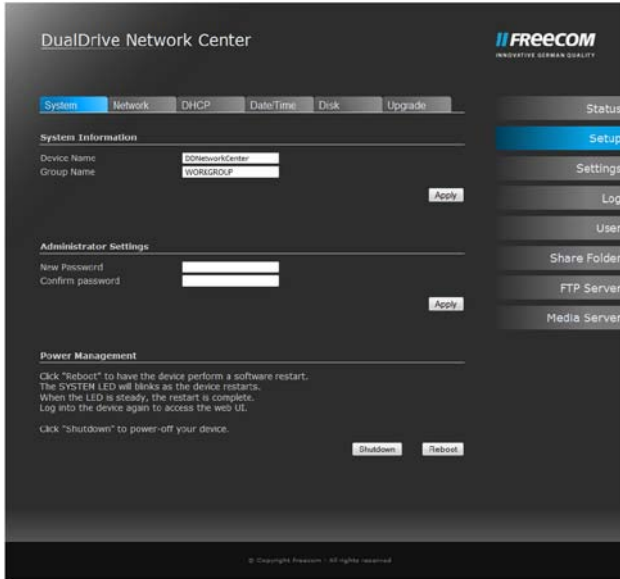 DualDrive Network Center
FREECOM
INNOVATIVE GERMAN QUALITY
System Network DHCP Date/Time Disk Upgrade
Status
Setup
Settings
Log
User
Share Folder
FTP Server
Media Server
System Information
Device Name DDNetworkCenter
Group Name WORKGROUP
Apply
Administrator Settings
New Password
Confirm password
Apply
Power Management
Click "Reboot" to have the device perform a software restart.
The SYSTEM LED will blinks as the device restarts.
When the LED is steady, the restart is complete.
Log into the device again to access the web UI.
Click "Shutdown" to power-off your device.
Shutdown Reboot
© Copyright Freecom - All rights reserved